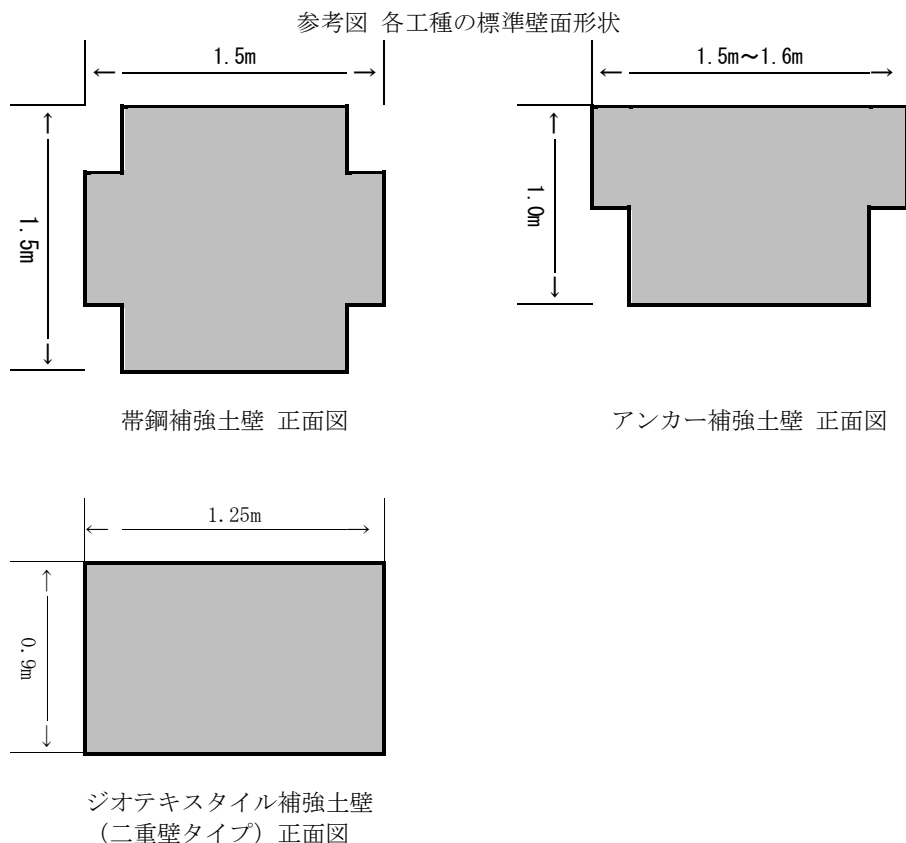 参考図 各工種の標準壁面形状
1.5m
1.5m
帯鋼補強土壁 正面図
1.5m～1.6m
1.0m
アンカー補強土壁 正面図
1.25m
0.9m
ジオテキスタイル補強土壁
（二重壁タイプ）正面図